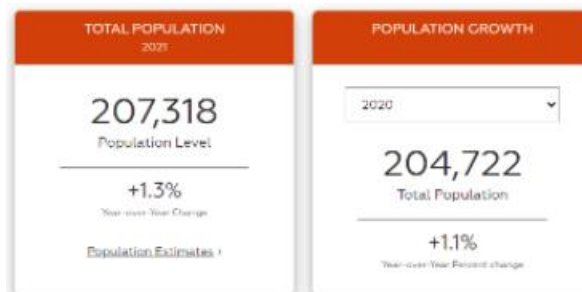 TOTAL POPULATION
2021
207,318
Population Level
+1.3%
Year-over-Year Change
Population Estimates ›
POPULATION GROWTH
2020
204,722
Total Population
+1.1%
Year-over-Year Percent change